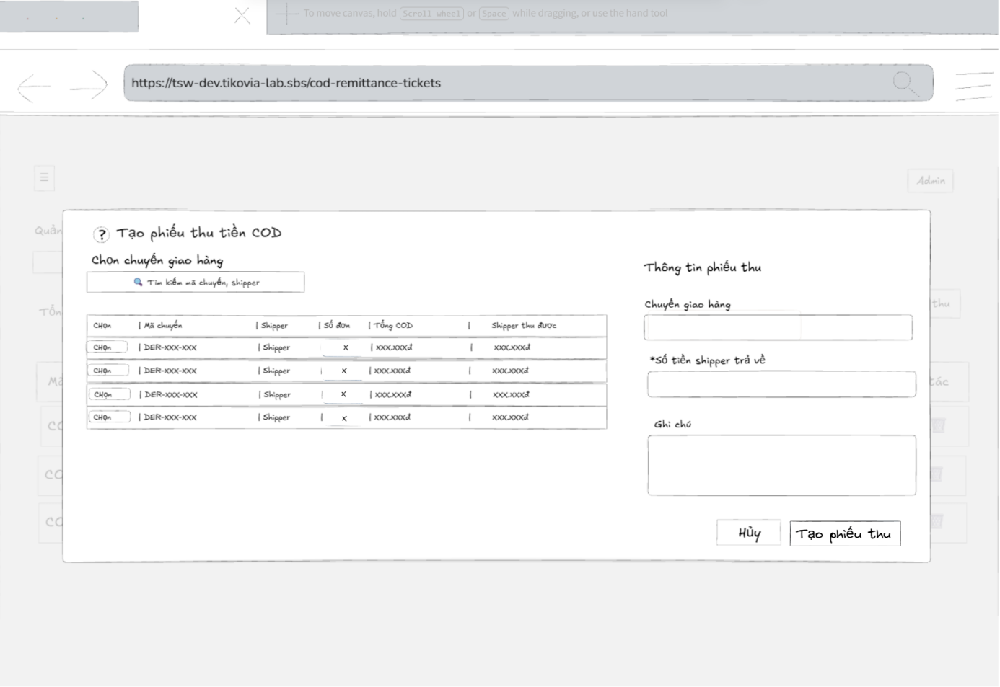 To move canvas, hold Scroll wheel or Space while dragging, or use the hand tool
https://tsw-dev.tikovia-lab.sbs/cod-remittance-tickets
☰
Admin
Quản
? Tạo phiếu thu tiền COD
Chọn chuyến giao hàng
🔍 Tìm kiếm mã chuyến, shipper
Thông tin phiếu thu
Chuyến giao hàng
Tổn
thu
CHọn | Mã chuyến | Shipper | Số đơn | Tổng COD | Shipper thu được
CHọn | DER-XXX-XXX | Shipper x | XXX.XXXđ | XXX.XXXđ
*Số tiền shipper trả về
CHọn | DER-XXX-XXX | Shipper | x | XXX.XXXđ | XXX.XXXđ
Mã
tác
CHọn | DER-XXX-XXX | Shipper | x | XXX.XXXđ | XXX.XXXđ
CHọn | DER-XXX-XXX | Shipper | x | XXX.XXXđ | XXX.XXXđ
Ghi chú
CO
CO
CO
Hủy
Tạo phiếu thu